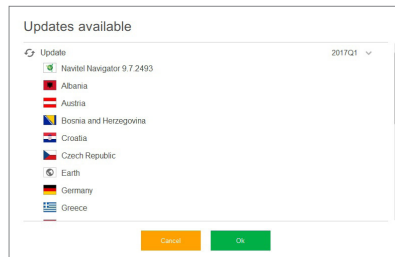 Updates available
Update 2017Q1
Navitel Navigator 9.7.2493
Albania
Austria
Bosnia and Herzegovina
Croatia
Czech Republic
Earth
Germany
Greece
Cancel Ok